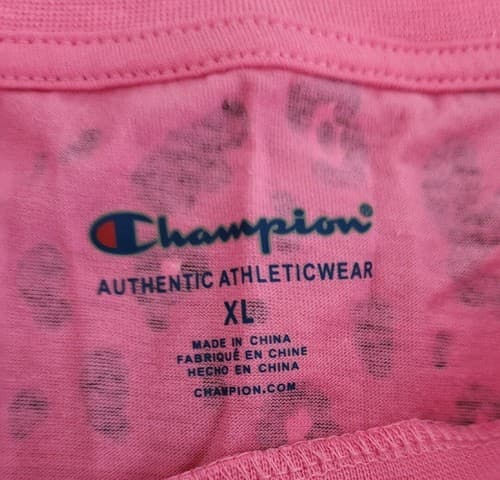 Champion®
AUTHENTIC ATHLETICWEAR
XL
MADE IN CHINA
FABRIQUÉ EN CHINE
HECHO EN CHINA
CHAMPION.COM